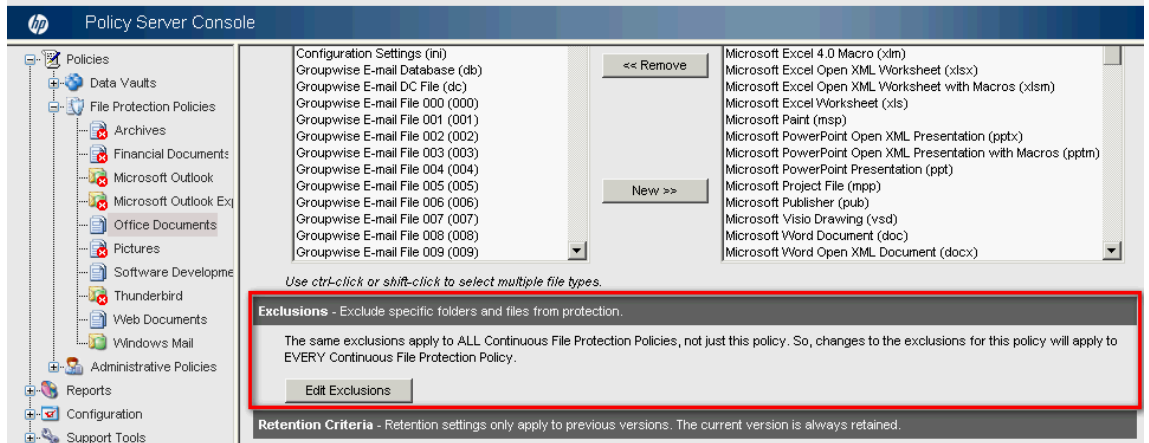 hp Policy Server Console
Policies
Data Vaults
File Protection Policies
Archives
Financial Documents
Microsoft Outlook
Microsoft Outlook Exp
Office Documents
Pictures
Software Developme
Thunderbird
Web Documents
Windows Mail
Administrative Policies
Reports
Configuration
Support Tools
Configuration Settings (ini)
Groupwise E-mail Database (db)
Groupwise E-mail DC File (dc)
Groupwise E-mail File 000 (000)
Groupwise E-mail File 001 (001)
Groupwise E-mail File 002 (002)
Groupwise E-mail File 003 (003)
Groupwise E-mail File 004 (004)
Groupwise E-mail File 005 (005)
Groupwise E-mail File 006 (006)
Groupwise E-mail File 007 (007)
Groupwise E-mail File 008 (008)
Groupwise E-mail File 009 (009)
<< Remove
New >>
Microsoft Excel 4.0 Macro (xlm)
Microsoft Excel Open XML Worksheet (xlsx)
Microsoft Excel Open XML Worksheet with Macros (xlsm)
Microsoft Excel Worksheet (xls)
Microsoft Paint (msp)
Microsoft PowerPoint Open XML Presentation (pptx)
Microsoft PowerPoint Open XML Presentation with Macros (pptm)
Microsoft PowerPoint Presentation (ppt)
Microsoft Project File (mpp)
Microsoft Publisher (pub)
Microsoft Visio Drawing (vsd)
Microsoft Word Document (doc)
Microsoft Word Open XML Document (docx)
Use ctrl-click or shift-click to select multiple file types.
Exclusions - Exclude specific folders and files from protection.
The same exclusions apply to ALL Continuous File Protection Policies, not just this policy. So, changes to the exclusions for this policy will apply to
EVERY Continuous File Protection Policy.
Edit Exclusions
Retention Criteria - Retention settings only apply to previous versions. The current version is always retained.